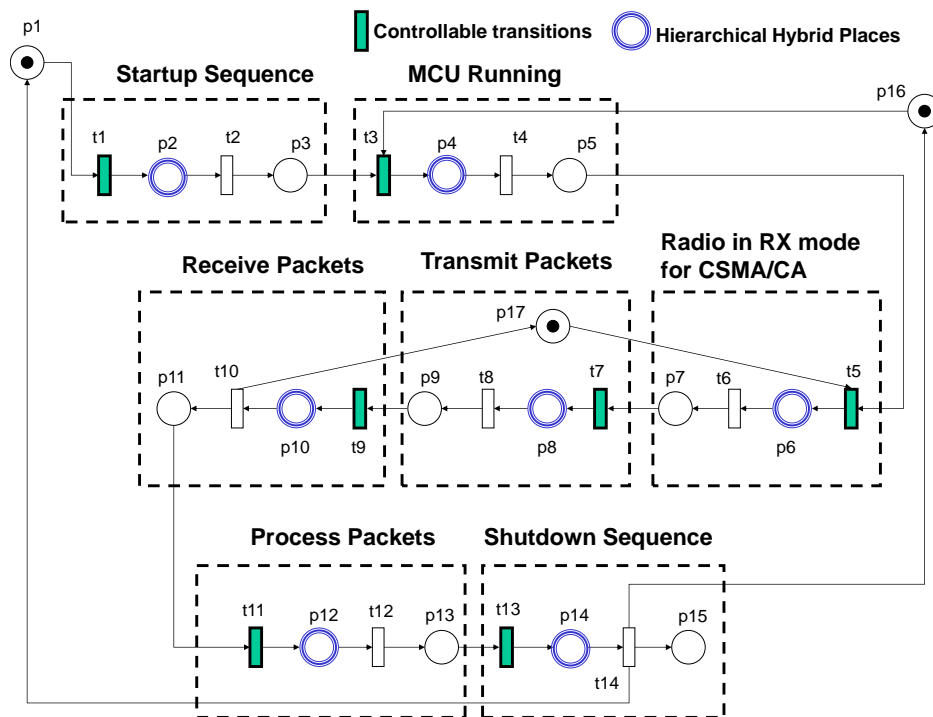 p1
Controllable transitions
Hierarchical Hybrid Places
Startup Sequence
MCU Running
p16
t1
p2
t2
p3
t3
p4
t4
p5
Receive Packets
Transmit Packets
Radio in RX mode
for CSMA/CA
p17
p11
t10
p10
t9
p9
t8
p8
t7
p7
t6
p6
t5
Process Packets
Shutdown Sequence
t11
p12
t12
p13
t13
p14
t14
p15